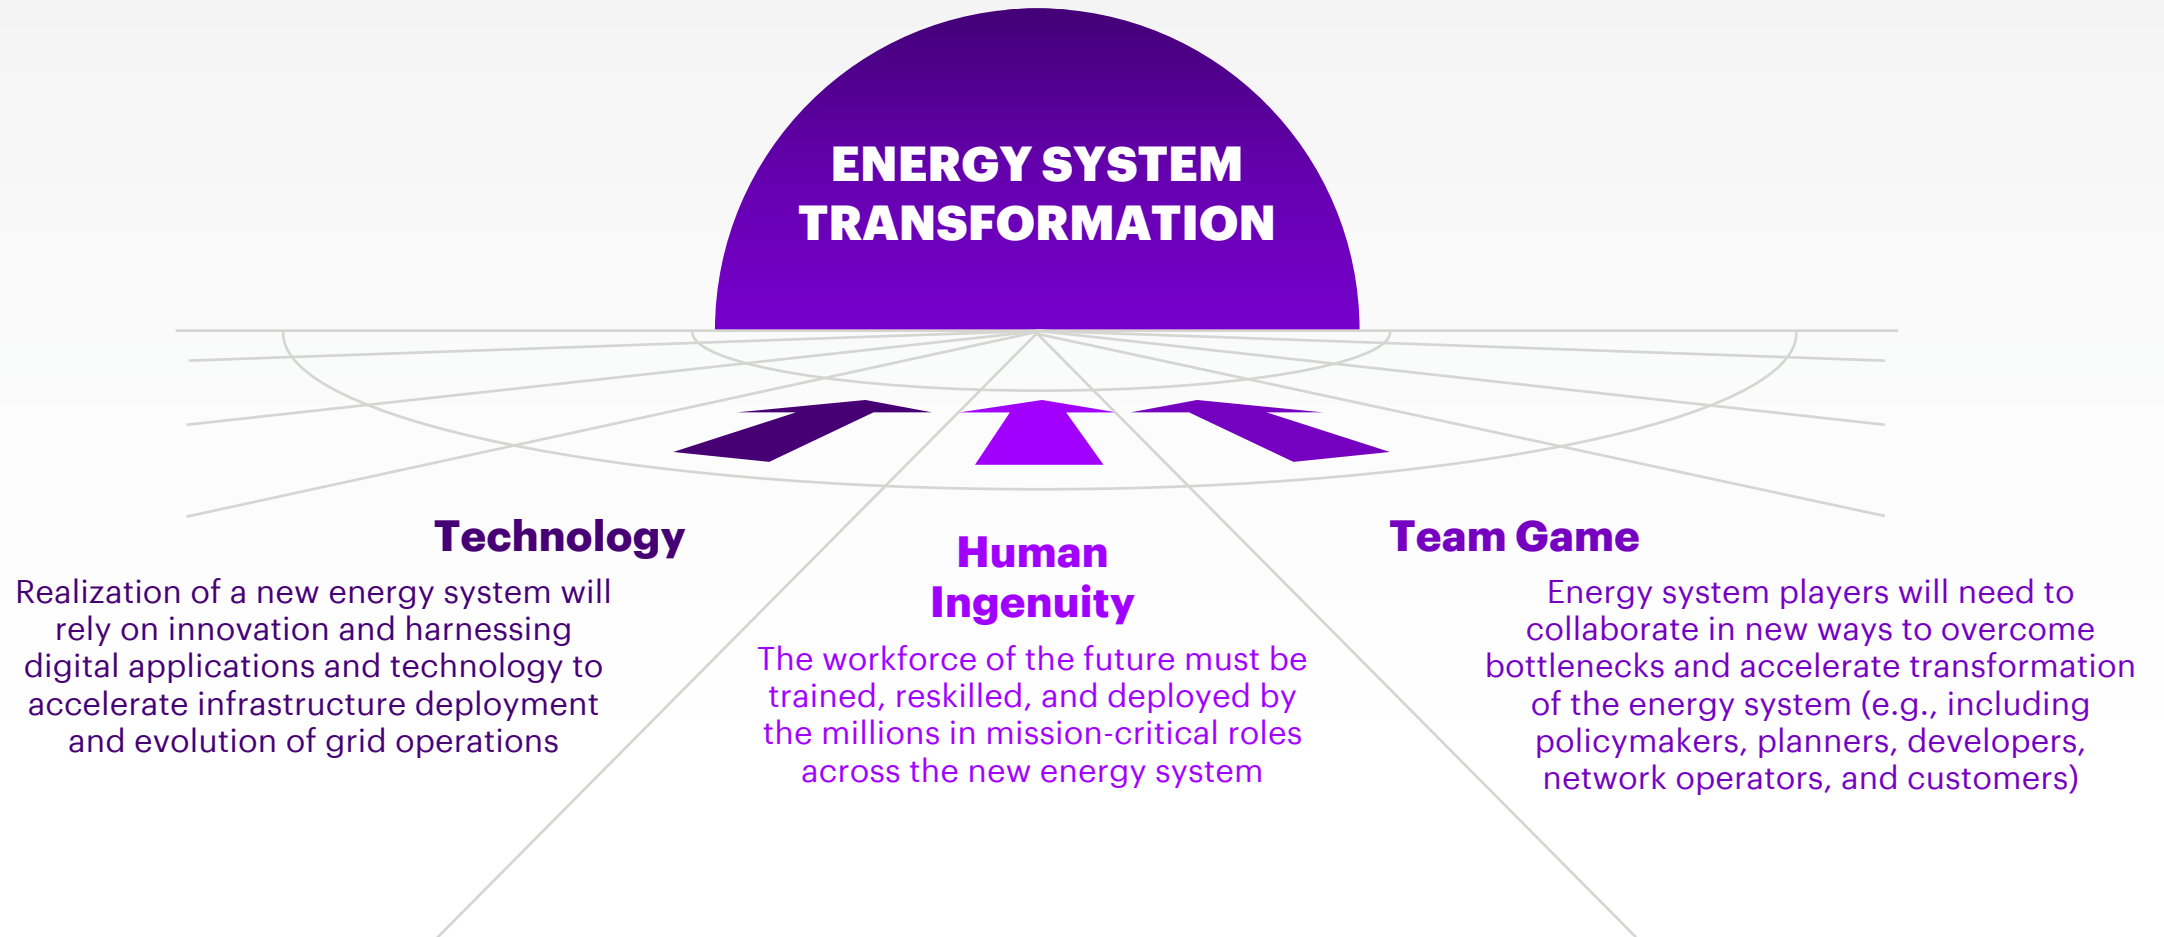 ENERGY SYSTEM
TRANSFORMATION
Technology
Realization of a new energy system will
rely on innovation and harnessing
digital applications and technology to
accelerate infrastructure deployment
and evolution of grid operations
Human
Ingenuity
The workforce of the future must be
trained, reskilled, and deployed by
the millions in mission-critical roles
across the new energy system
Team Game
Energy system players will need to
collaborate in new ways to overcome
bottlenecks and accelerate transformation
of the energy system (e.g., including
policymakers, planners, developers,
network operators, and customers)